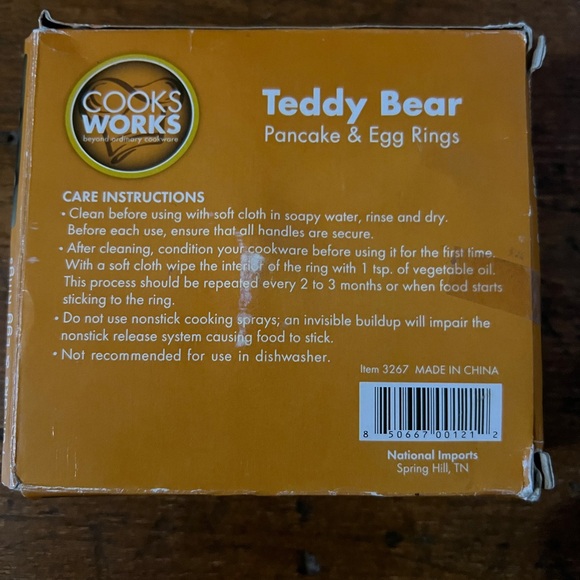 COOKS
WORKS
beyond ordinary cookware
Teddy Bear
Pancake & Egg Rings
CARE INSTRUCTIONS
• Clean before using with soft cloth in soapy water, rinse and dry.
Before each use, ensure that all handles are secure.
• After cleaning, condition your cookware before using it for the first time.
With a soft cloth wipe the interior of the ring with 1 tsp. of vegetable oil.
This process should be repeated every 2 to 3 months or when food starts
sticking to the ring.
• Do not use nonstick cooking sprays; an invisible buildup will impair the
nonstick release system causing food to stick.
• Not recommended for use in dishwasher.
Item 3267 MADE IN CHINA
8 50667 00121 2
National Imports
Spring Hill, TN